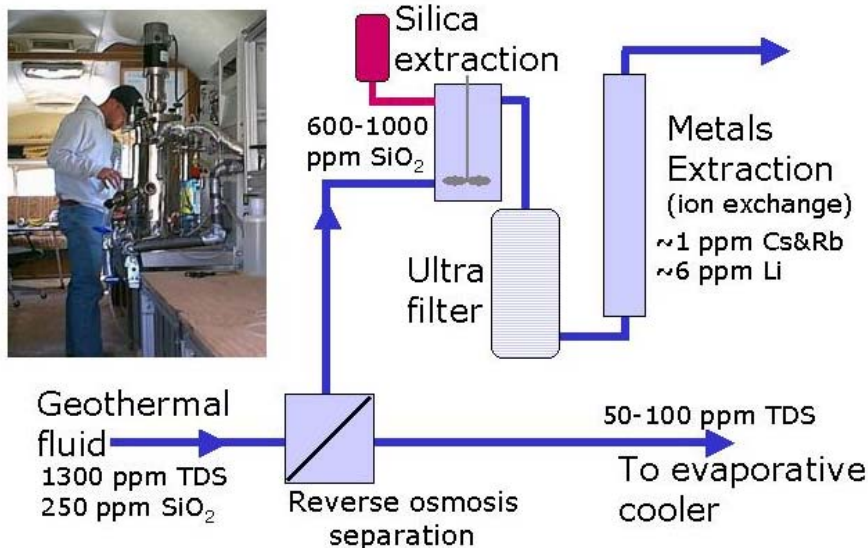 Silica
extraction
600-1000
ppm SiO₂
Metals
Extraction
(ion exchange)
~1 ppm Cs&Rb
~6 ppm Li
Ultra
filter
Geothermal
fluid
1300 ppm TDS
250 ppm SiO₂
Reverse osmosis
separation
50-100 ppm TDS
To evaporative
cooler